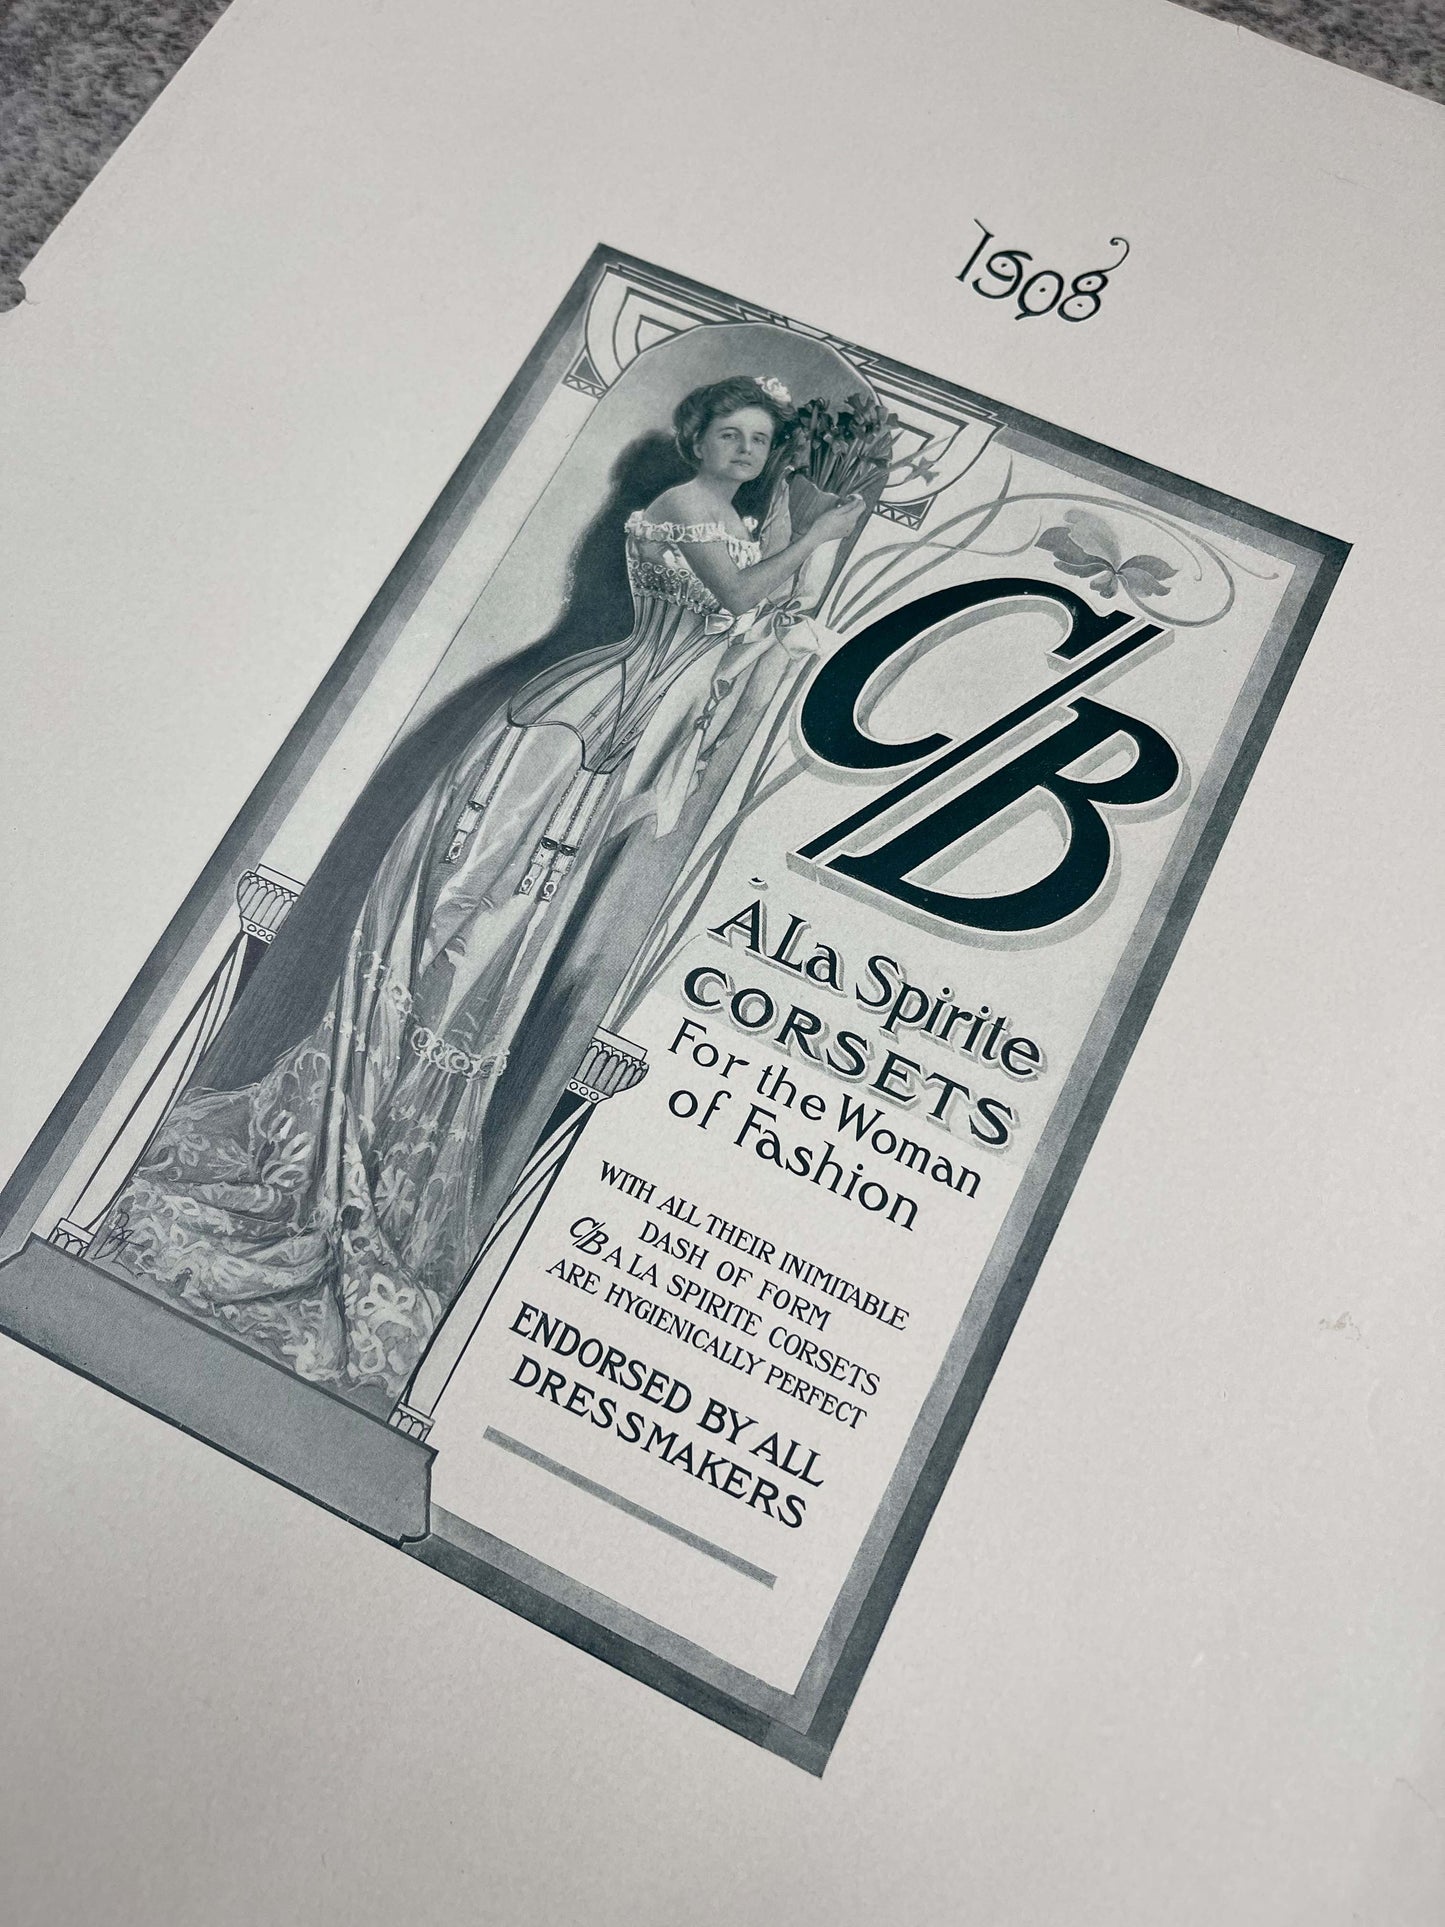 1908
C/B
À La Spirite
CORSETS
For the Woman
of Fashion
WITH ALL THEIR INIMITABLE
DASH OF FORM
C/B A LA SPIRITE CORSETS
ARE HYGIENICALLY PERFECT
ENDORSED BY ALL
DRESSMAKERS